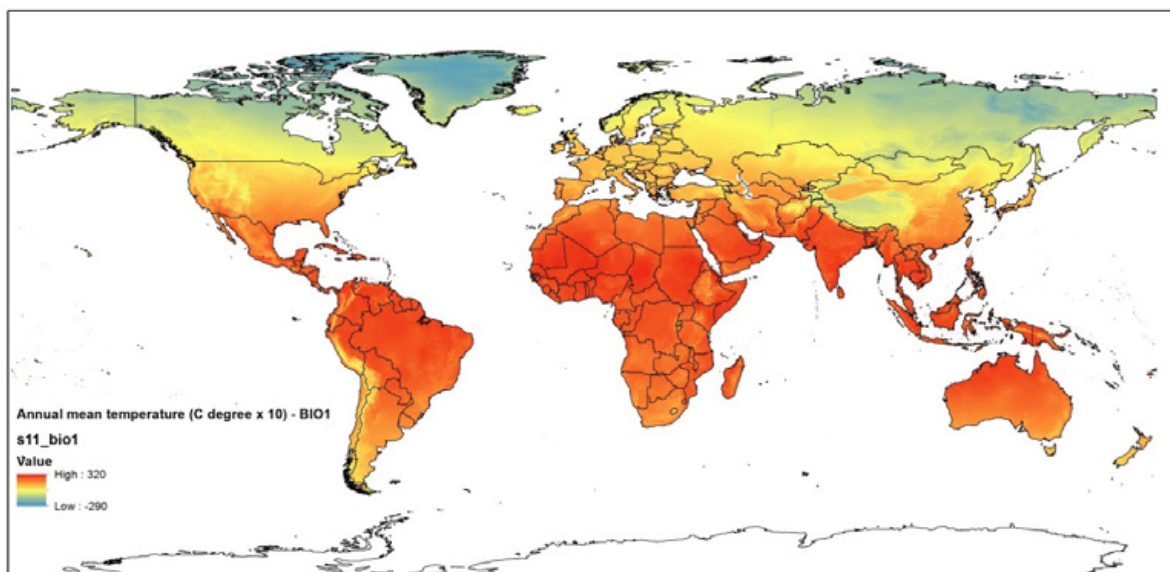 Annual mean temperature (C degree x 10) - BIO1
s11_bio1
Value
High : 320
Low : -290